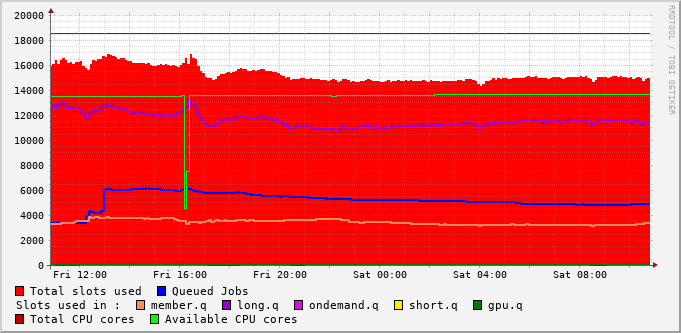 RRDTOOL / TOBI OETIKER
20000
18000
16000
14000
12000
10000
8000
6000
4000
2000
0
Fri 12:00 Fri 16:00 Fri 20:00 Sat 00:00 Sat 04:00 Sat 08:00
Total slots used Queued Jobs
Slots used in : member.q long.q ondemand.q short.q gpu.q
Total CPU cores Available CPU cores